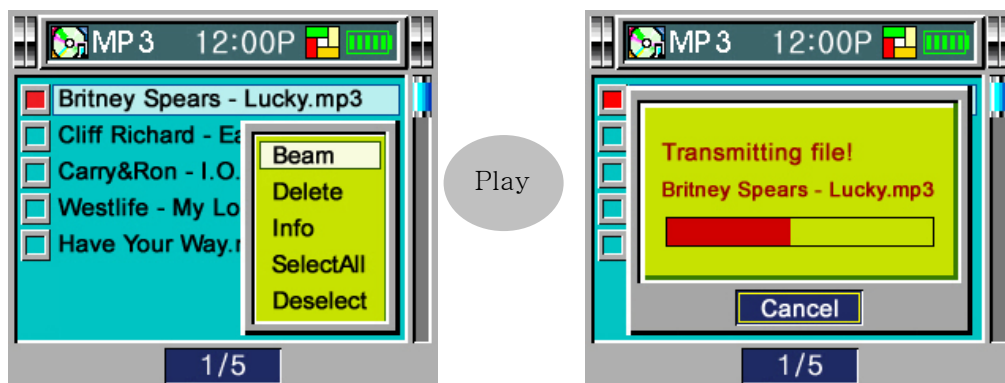 MP3 12:00P
Britney Spears - Lucky.mp3
Cliff Richard - Ea
Carry&Ron - I.O.
Westlife - My Lo
Have Your Way.
Beam
Delete
Info
SelectAll
Deselect
1/5
Play
MP3 12:00P
Transmitting file!
Britney Spears - Lucky.mp3
Cancel
1/5